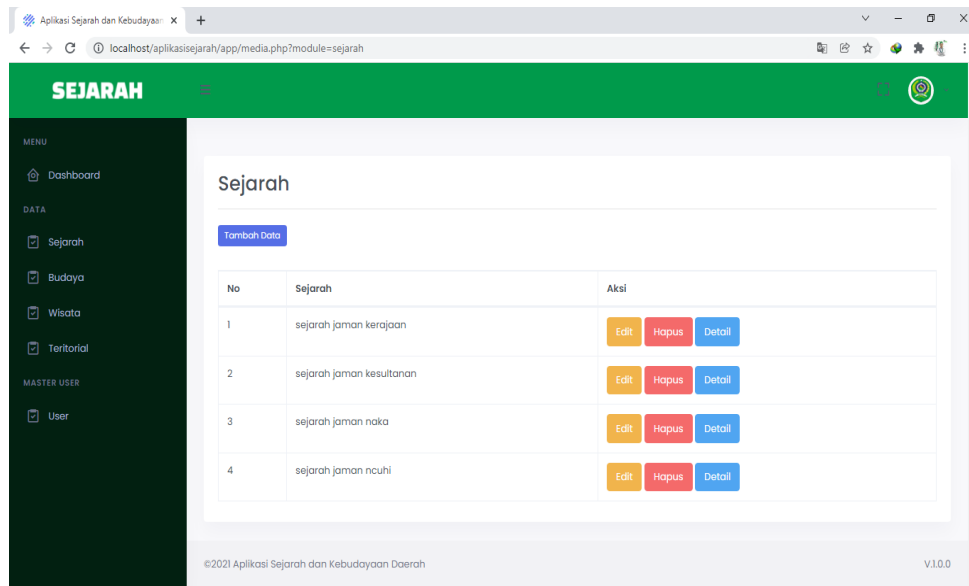 Aplikasi Sejarah dan Kebudayaan
localhost/aplikasisejarah/app/media.php?module=sejarah
SEJARAH
MENU
Dashboard
DATA
Sejarah
Budaya
Wisata
Teritorial
MASTER USER
User
Sejarah
Tambah Data
No Sejarah Aksi
1 sejarah jaman kerajaan Edit Hapus Detail
2 sejarah jaman kesultanan Edit Hapus Detail
3 sejarah jaman naka Edit Hapus Detail
4 sejarah jaman ncuhi Edit Hapus Detail
©2021 Aplikasi Sejarah dan Kebudayaan Daerah V.1.0.0